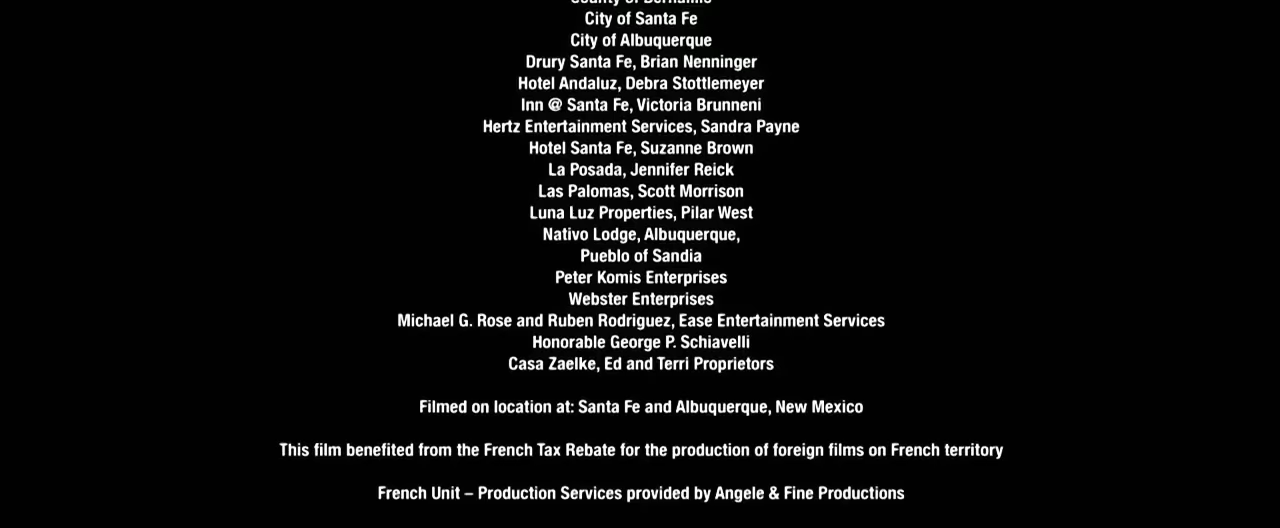 County of Bernalillo
City of Santa Fe
City of Albuquerque
Drury Santa Fe, Brian Nenninger
Hotel Andaluz, Debra Stottlemeyer
Inn @ Santa Fe, Victoria Brunneni
Hertz Entertainment Services, Sandra Payne
Hotel Santa Fe, Suzanne Brown
La Posada, Jennifer Reick
Las Palomas, Scott Morrison
Luna Luz Properties, Pilar West
Nativo Lodge, Albuquerque,
Pueblo of Sandia
Peter Komis Enterprises
Webster Enterprises
Michael G. Rose and Ruben Rodriguez, Ease Entertainment Services
Honorable George P. Schiavelli
Casa Zaelke, Ed and Terri Proprietors
Filmed on location at: Santa Fe and Albuquerque, New Mexico
This film benefited from the French Tax Rebate for the production of foreign films on French territory
French Unit – Production Services provided by Angele & Fine Productions